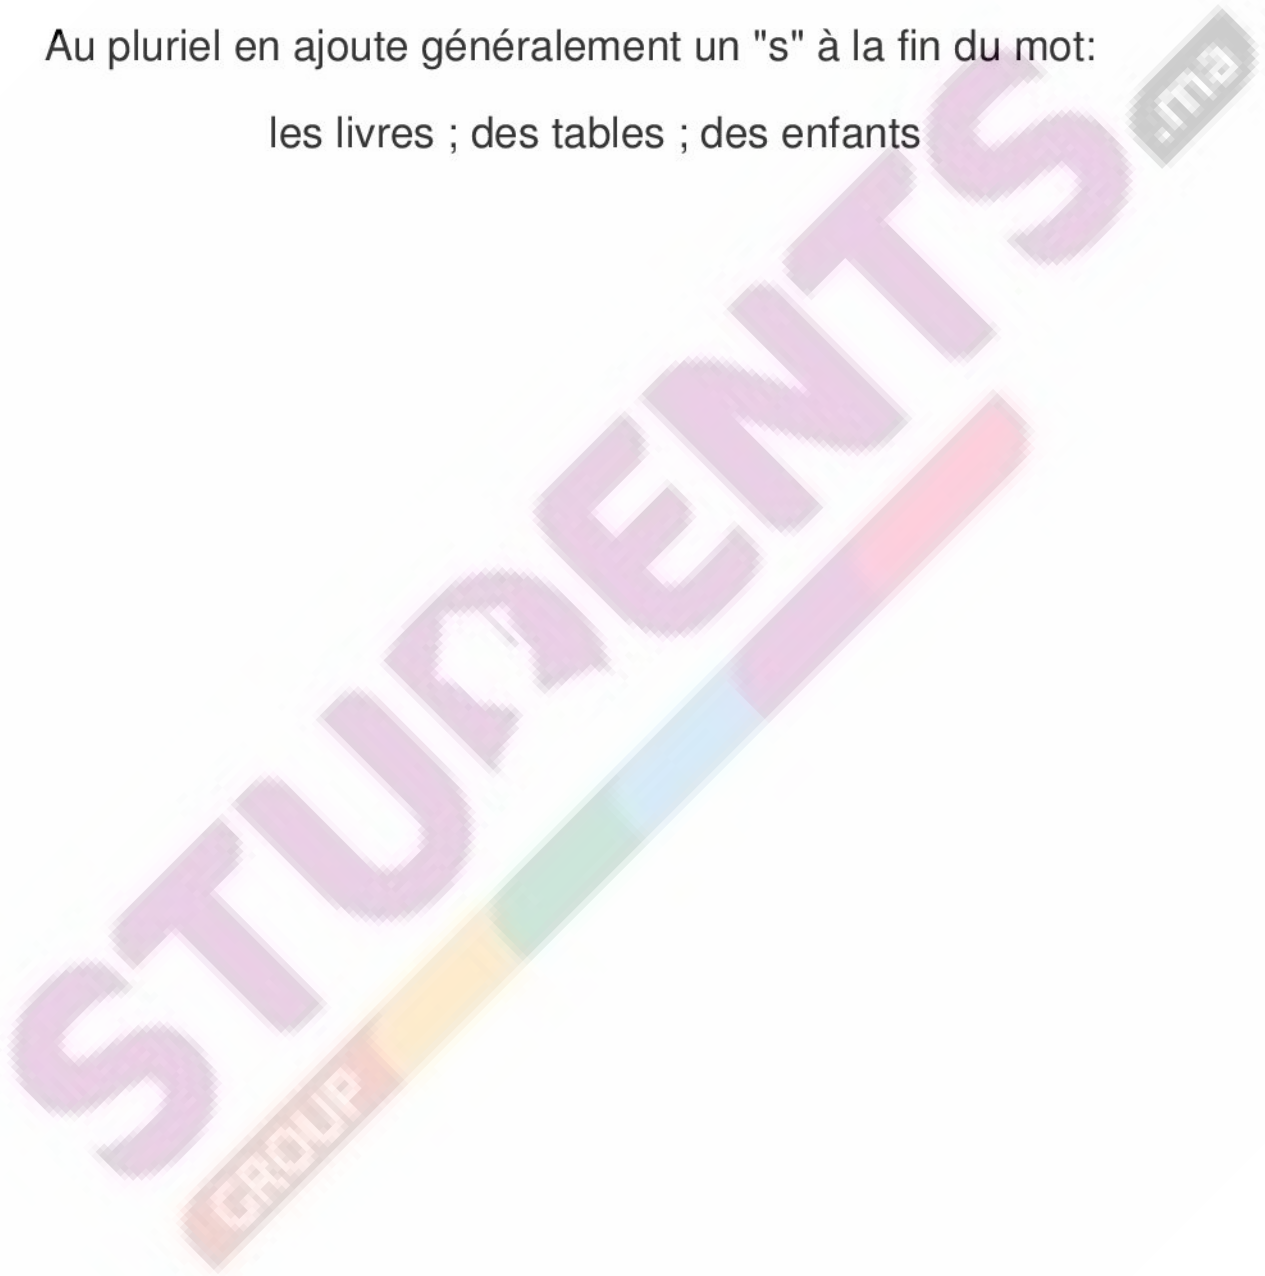 Au pluriel en ajoute généralement un "s" à la fin du mot:
les livres ; des tables ; des enfants
STUDENTS
.ma
GROUP